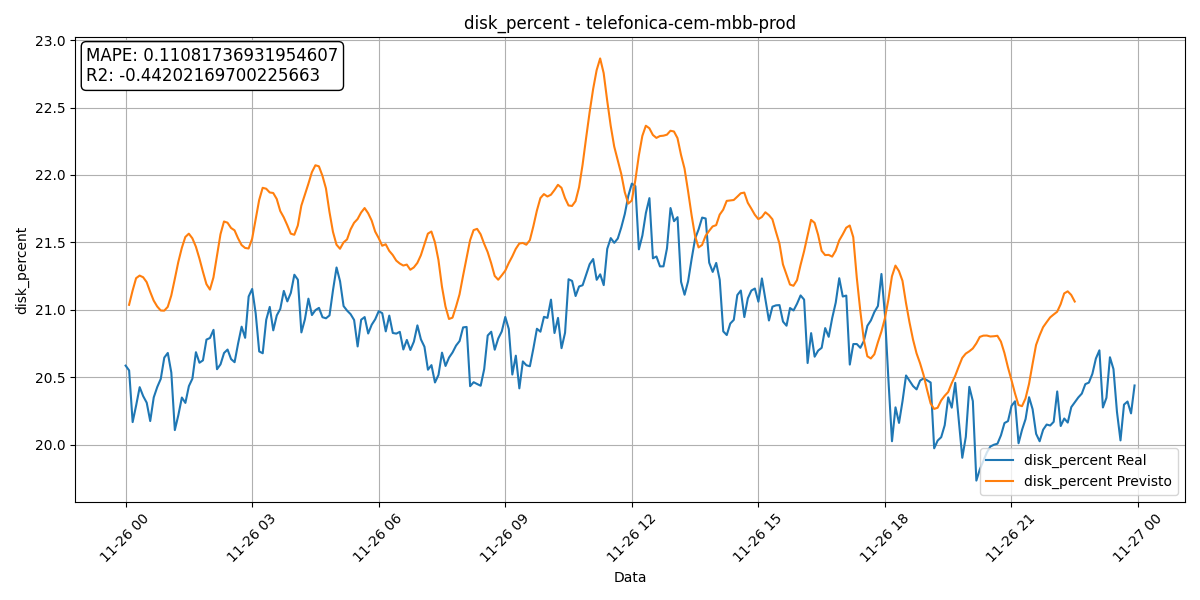 disk_percent - telefonica-cem-mbb-prod
MAPE: 0.11081736931954607
R2: -0.44202169700225663
23.0
22.5
22.0
21.5
21.0
20.5
20.0
disk_percent
disk_percent Real
disk_percent Previsto
11-26 00
11-26 03
11-26 06
11-26 09
11-26 12
11-26 15
11-26 18
11-26 21
11-27 00
Data